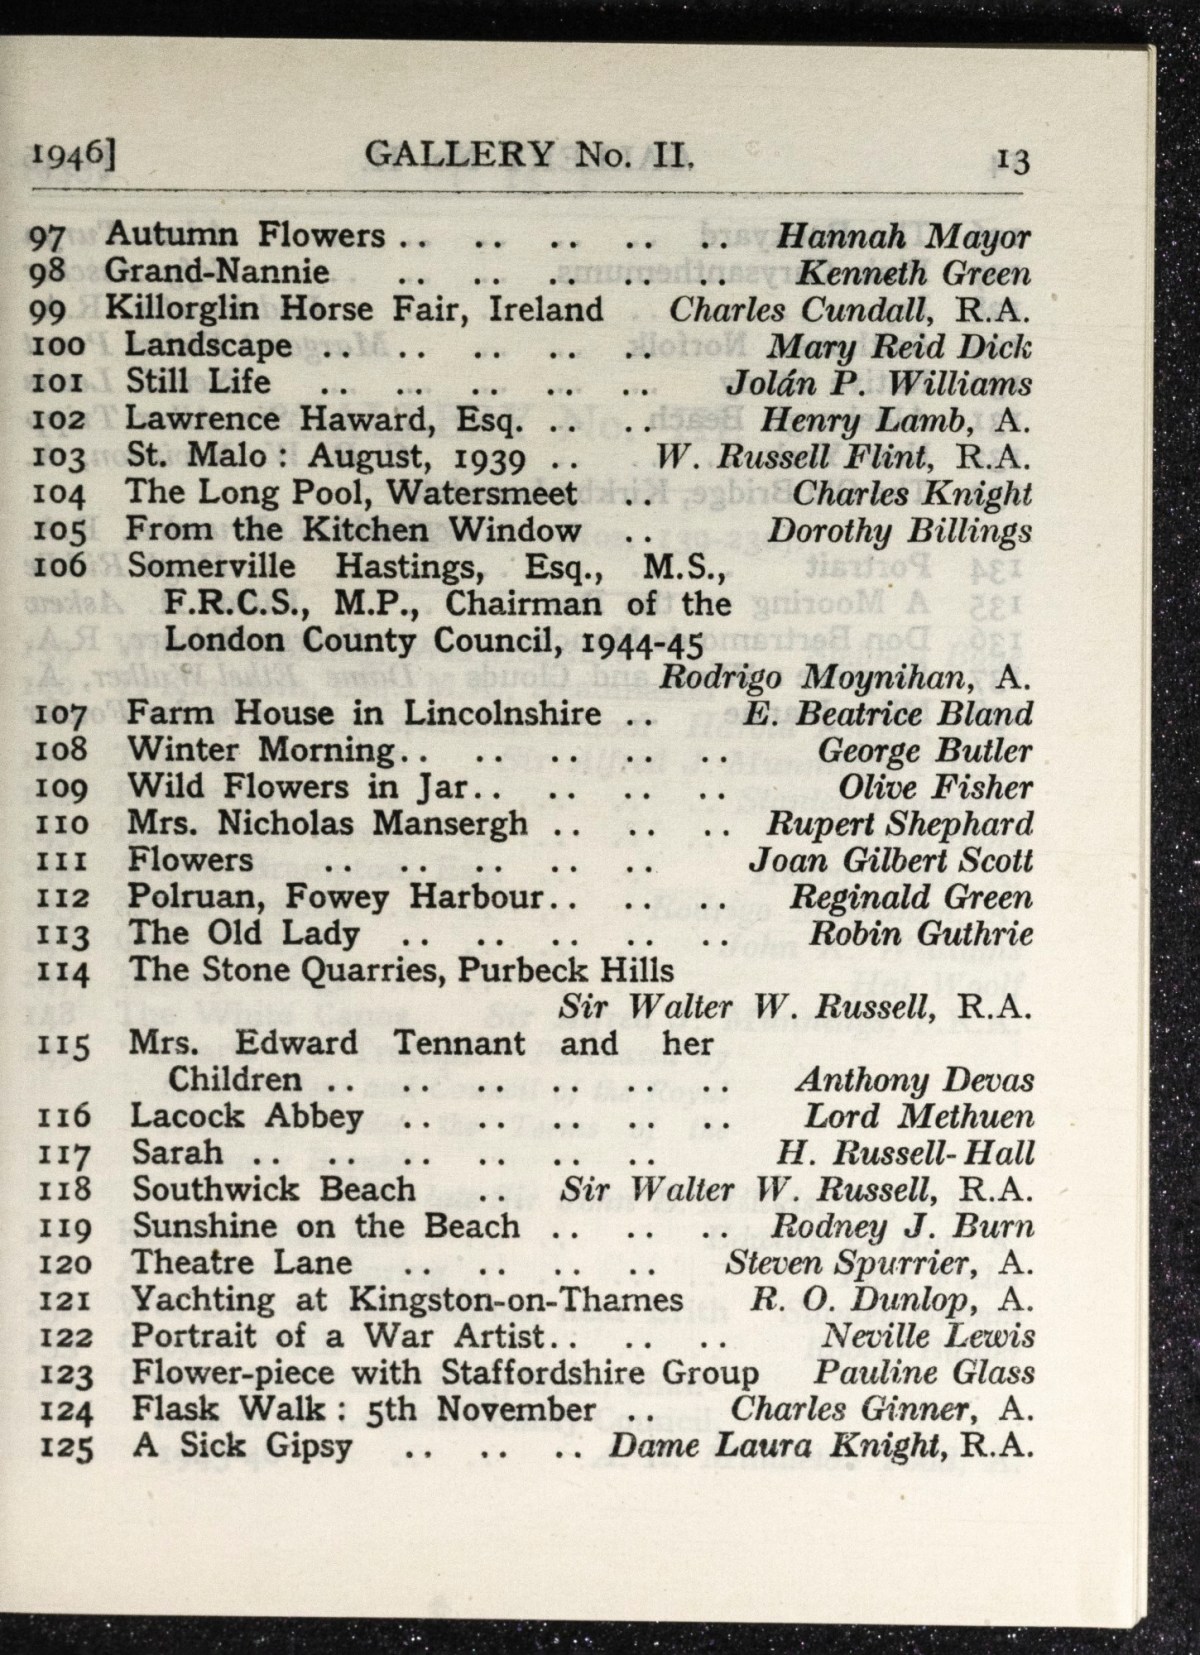 1946] GALLERY No. II. 13
97 Autumn Flowers .. .. .. .. .. Hannah Mayor
98 Grand-Nannie .. .. .. .. .. Kenneth Green
99 Killorglin Horse Fair, Ireland Charles Cundall, R.A.
100 Landscape .. .. .. .. .. Mary Reid Dick
101 Still Life .. .. .. .. .. Jolán P. Williams
102 Lawrence Haward, Esq. .. .. Henry Lamb, A.
103 St. Malo : August, 1939 .. W. Russell Flint, R.A.
104 The Long Pool, Watersmeet .. Charles Knight
105 From the Kitchen Window .. Dorothy Billings
106 Somerville Hastings, Esq., M.S.,
F.R.C.S., M.P., Chairman of the
London County Council, 1944-45
Rodrigo Moynihan, A.
107 Farm House in Lincolnshire .. E. Beatrice Bland
108 Winter Morning.. .. .. .. .. George Butler
109 Wild Flowers in Jar.. .. .. .. Olive Fisher
110 Mrs. Nicholas Mansergh .. .. .. Rupert Shephard
111 Flowers .. .. .. .. .. Joan Gilbert Scott
112 Polruan, Fowey Harbour.. .. .. Reginald Green
113 The Old Lady .. .. .. .. .. Robin Guthrie
114 The Stone Quarries, Purbeck Hills
Sir Walter W. Russell, R.A.
115 Mrs. Edward Tennant and her
Children .. .. .. .. .. .. Anthony Devas
116 Lacock Abbey .. .. .. .. .. Lord Methuen
117 Sarah .. .. .. .. .. .. H. Russell-Hall
118 Southwick Beach .. Sir Walter W. Russell, R.A.
119 Sunshine on the Beach .. .. .. Rodney J. Burn
120 Theatre Lane .. .. .. .. Steven Spurrier, A.
121 Yachting at Kingston-on-Thames R. O. Dunlop, A.
122 Portrait of a War Artist.. .. .. Neville Lewis
123 Flower-piece with Staffordshire Group Pauline Glass
124 Flask Walk : 5th November .. Charles Ginner, A.
125 A Sick Gipsy .. .. .. Dame Laura Knight, R.A.